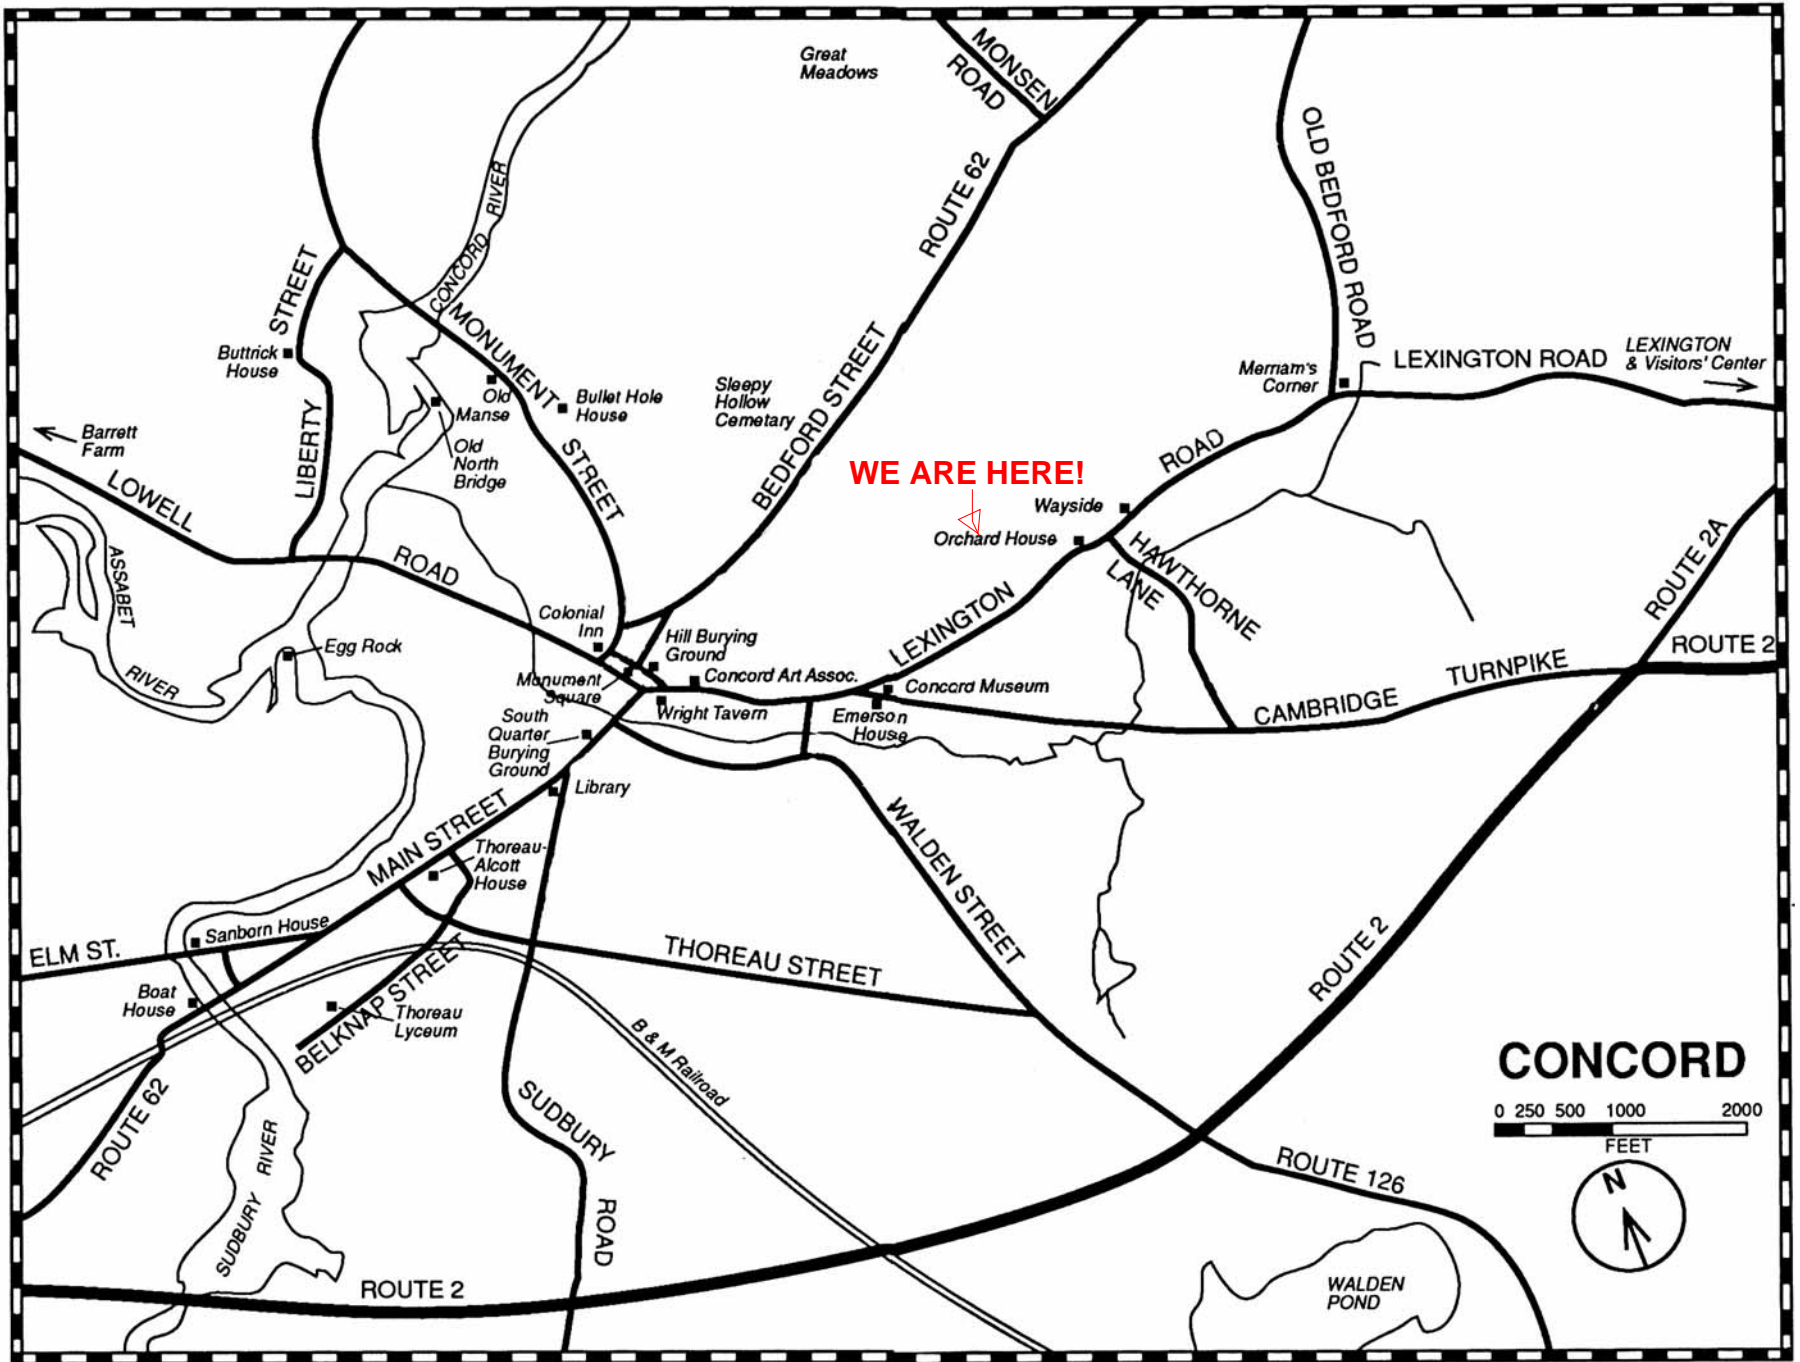 Great
Meadows
MONSEN
ROAD
OLD BEDFORD ROAD
CONCORD RIVER
ROUTE 62
STREET
LIBERTY
Buttrick
House
MONUMENT
STREET
Old
Manse
Bullet Hole
House
Old
North
Bridge
Sleepy
Hollow
Cemetary
BEDFORD STREET
Merriam's
Corner
LEXINGTON ROAD
LEXINGTON
& Visitors' Center
Barrett
Farm
LOWELL
ROAD
WE ARE HERE!
ROAD
Wayside
Orchard House
HAWTHORNE
LANE
LEXINGTON
ROUTE 2A
ROUTE 2
ASSABET
RIVER
Egg Rock
Colonial
Inn
Hill Burying
Ground
Monument
Square
Concord Art Assoc.
Wright Tavern
Concord Museum
Emerson
House
CAMBRIDGE
TURNPIKE
South
Quarter
Burying
Ground
Library
MAIN STREET
Thoreau-
Alcott
House
WALDEN STREET
Sanborn House
ELM ST.
THOREAU STREET
ROUTE 2
Boat
House
Thoreau
Lyceum
BELKNAP STREET
B & M Railroad
ROUTE 62
SUDBURY
ROAD
SUDBURY RIVER
ROUTE 2
ROUTE 126
WALDEN
POND
CONCORD
0 250 500 1000 2000
FEET
N